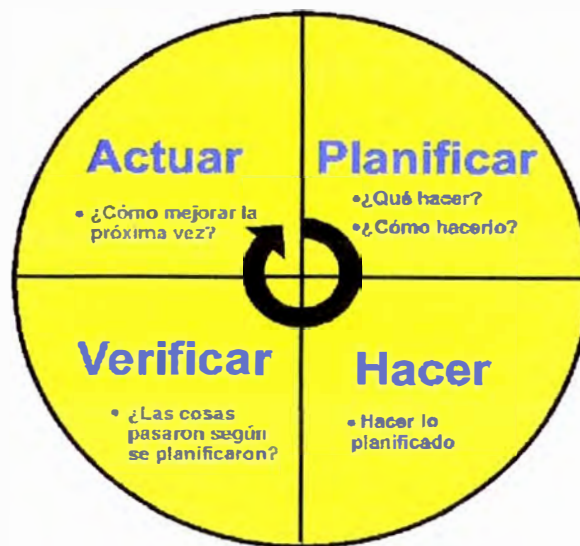 Actuar
• ¿Cómo mejorar la
próxima vez?
Planificar
•¿Qué hacer?
•¿Cómo hacerlo?
Verificar
• ¿Las cosas
pasaron según
se planificaron?
Hacer
• Hacer lo
planificado